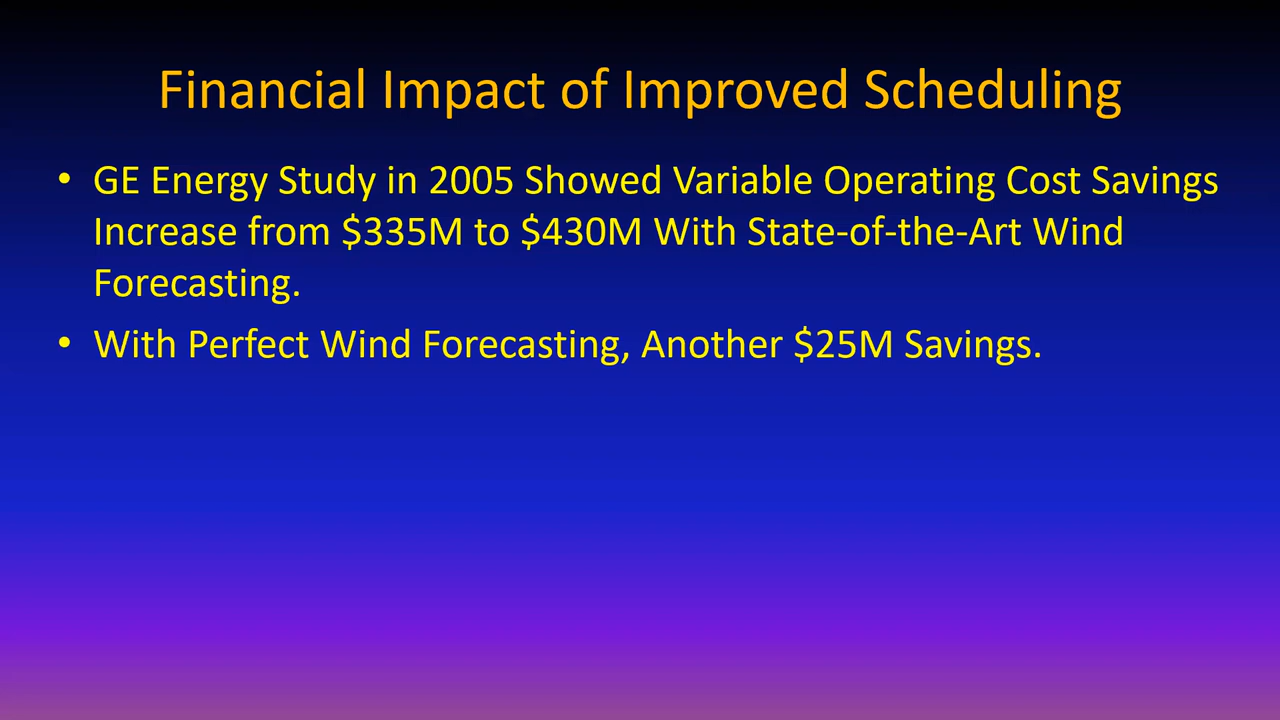 Financial Impact of Improved Scheduling
• GE Energy Study in 2005 Showed Variable Operating Cost Savings
Increase from $335M to $430M With State-of-the-Art Wind
Forecasting.
• With Perfect Wind Forecasting, Another $25M Savings.